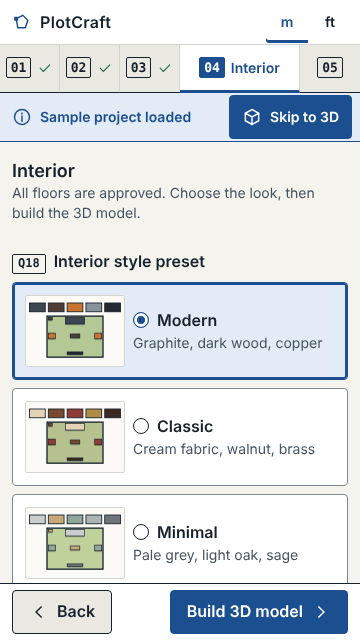 PlotCraft
m
ft
01
02
03
04 Interior
05
Sample project loaded
Skip to 3D
Interior
All floors are approved. Choose the look, then
build the 3D model.
Q18 Interior style preset
Modern
Graphite, dark wood, copper
Classic
Cream fabric, walnut, brass
Minimal
Pale grey, light oak, sage
Back
Build 3D model